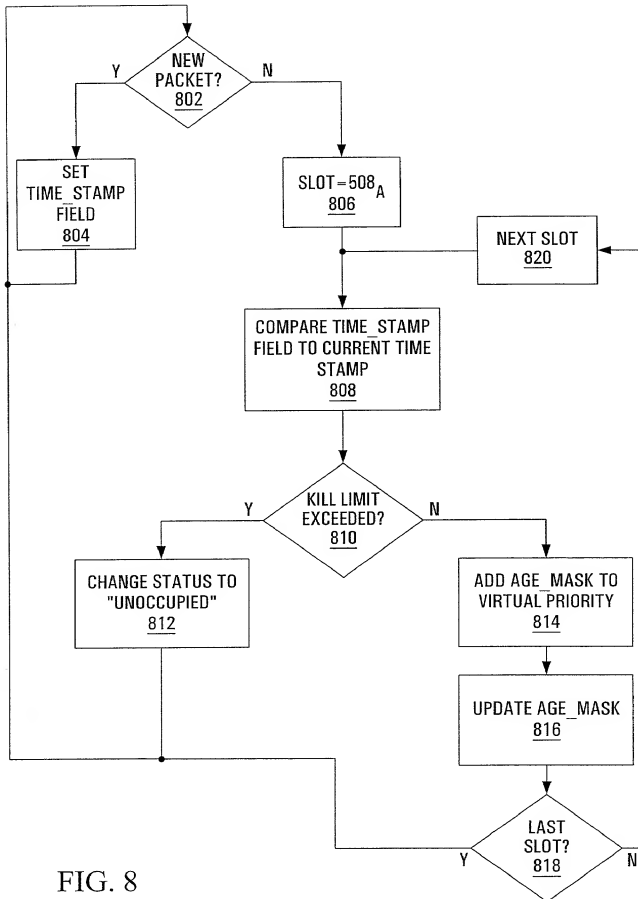 NEW
PACKET?
802
Y
N
SET
TIME_STAMP
FIELD
804
SLOT=508A
806
NEXT SLOT
820
COMPARE TIME_STAMP
FIELD TO CURRENT TIME
STAMP
808
KILL LIMIT
EXCEEDED?
810
Y
N
CHANGE STATUS TO
"UNOCCUPIED"
812
ADD AGE_MASK TO
VIRTUAL PRIORITY
814
UPDATE AGE_MASK
816
LAST
SLOT?
818
Y
N
FIG. 8